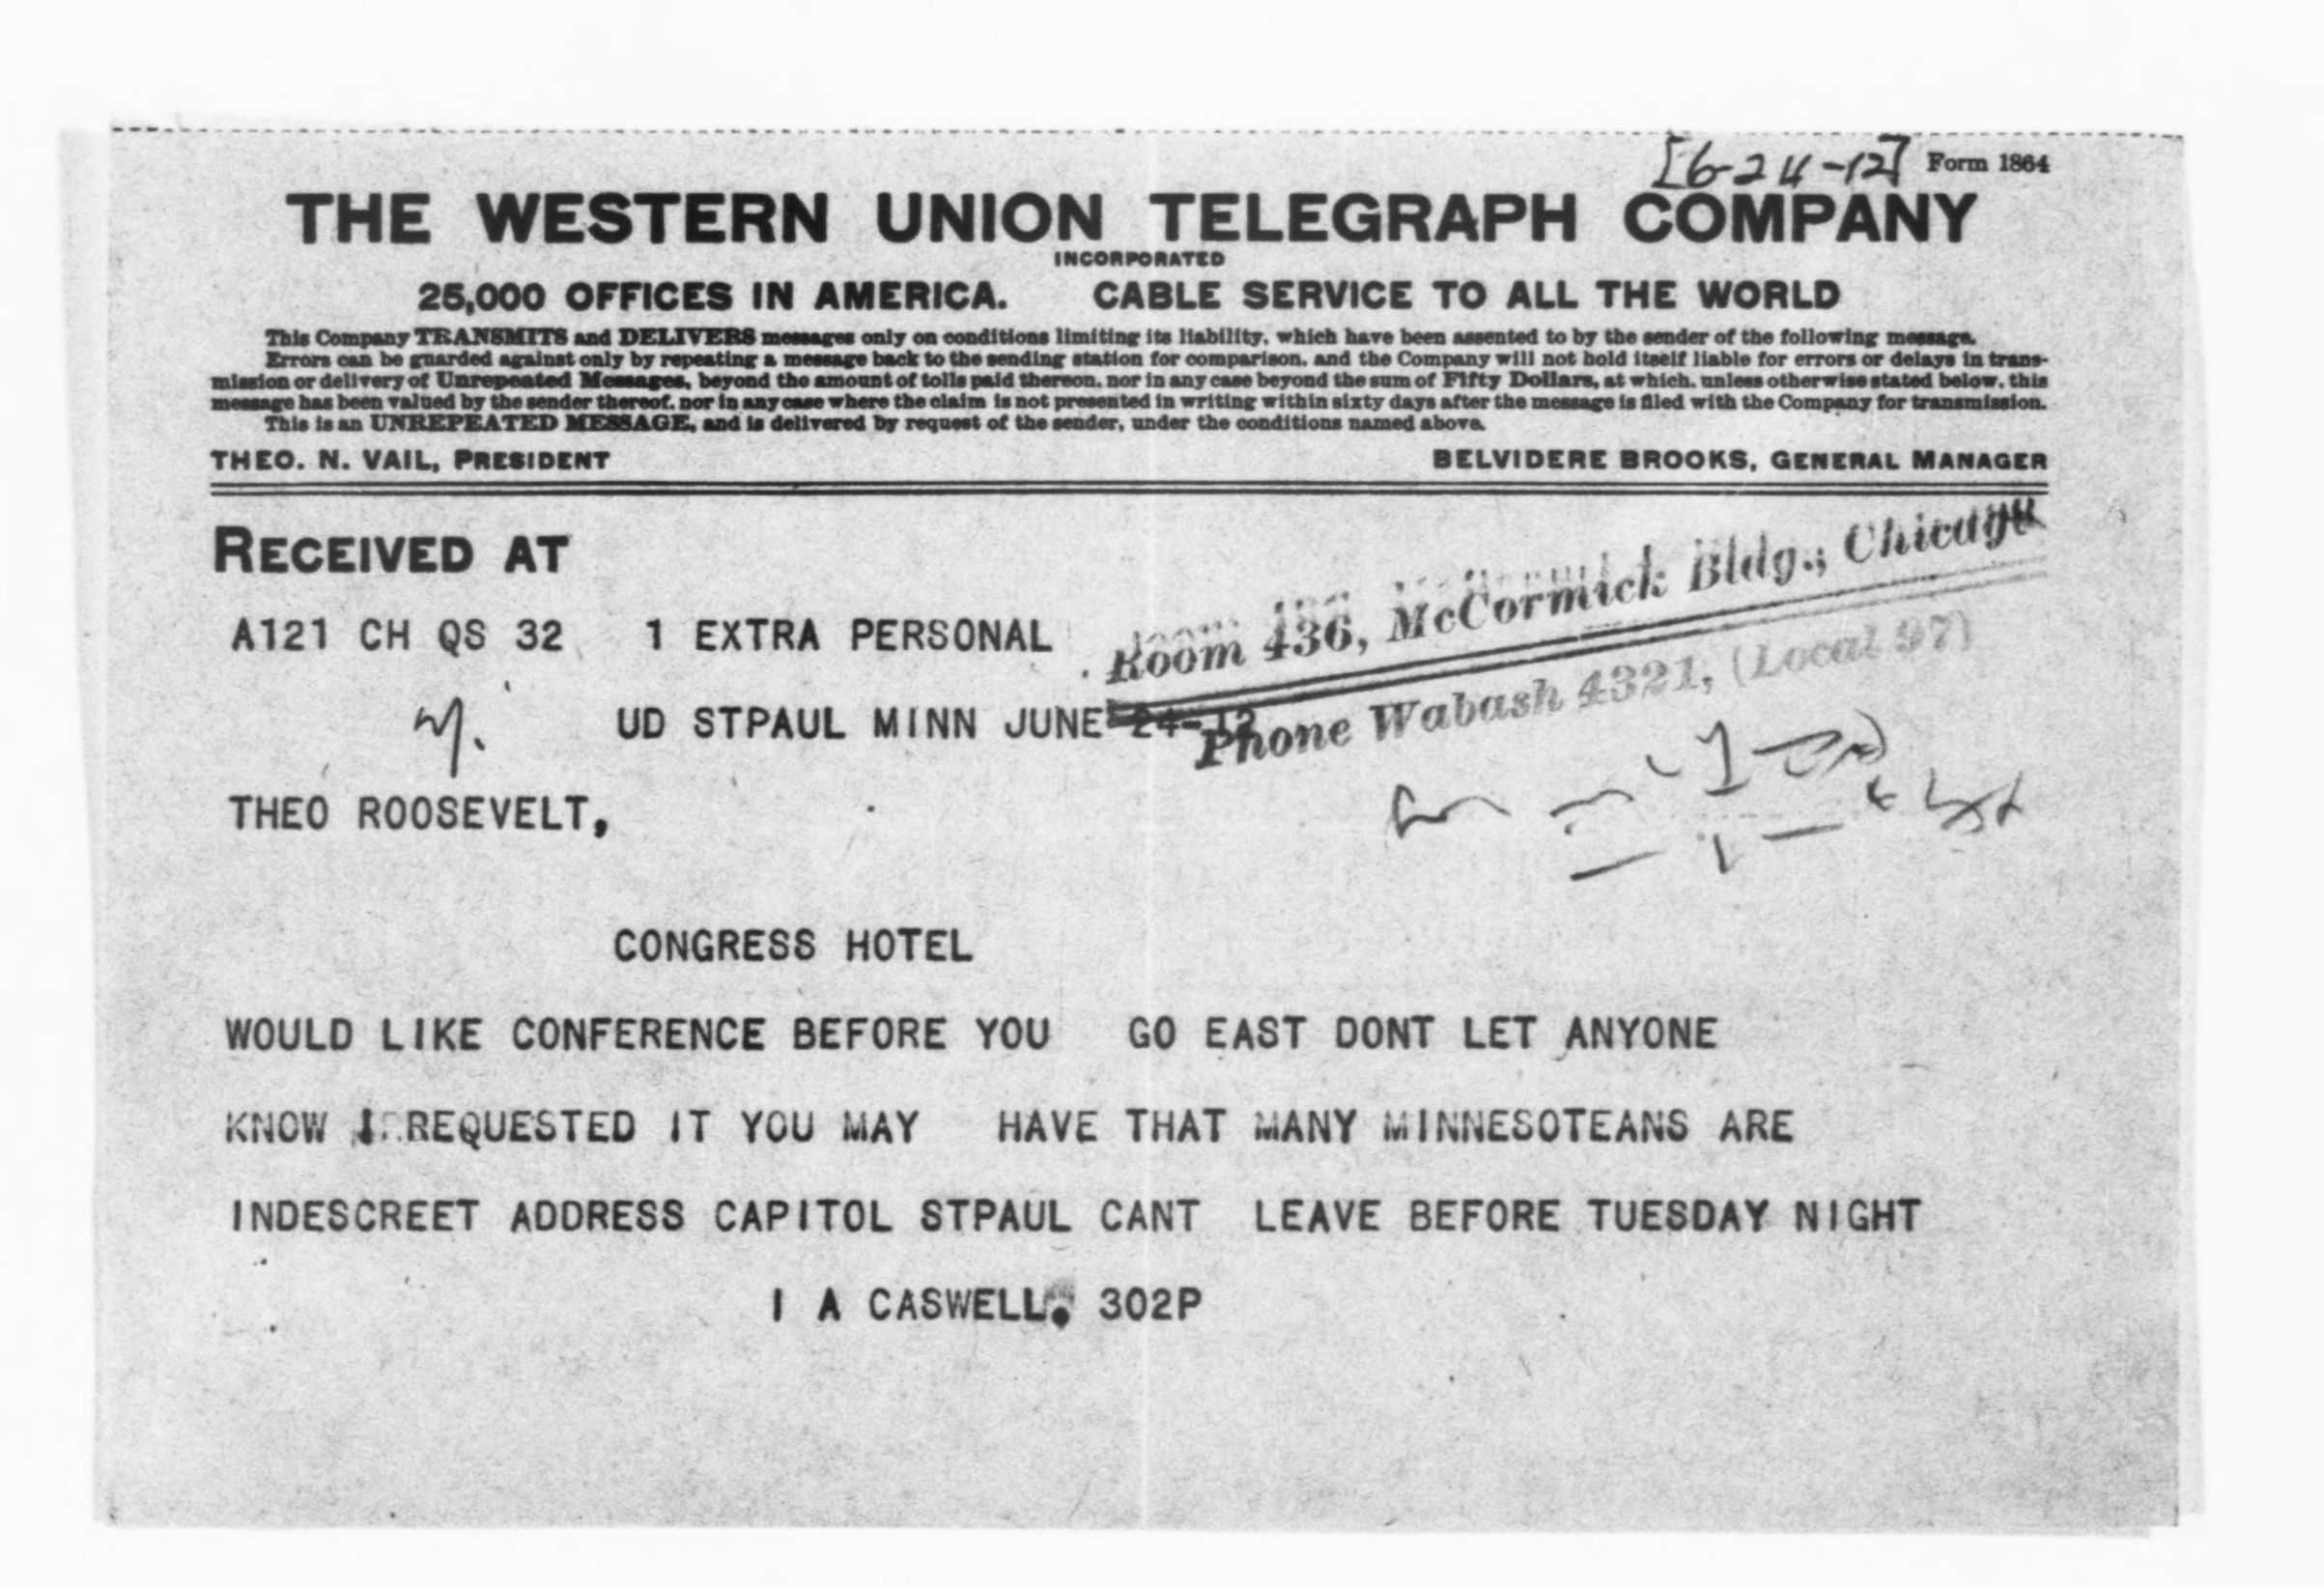 [6-24-12] Form 1864
THE WESTERN UNION TELEGRAPH COMPANY
INCORPORATED
25,000 OFFICES IN AMERICA. CABLE SERVICE TO ALL THE WORLD
This Company TRANSMITS and DELIVERS messages only on conditions limiting its liability, which have been assented to by the sender of the following message.
Errors can be guarded against only by repeating a message back to the sending station for comparison, and the Company will not hold itself liable for errors or delays in trans-
mission or delivery of Unrepeated Messages, beyond the amount of tolls paid thereon, nor in any case beyond the sum of Fifty Dollars, at which, unless otherwise stated below, this
message has been valued by the sender thereof, nor in any case where the claim is not presented in writing within sixty days after the message is filed with the Company for transmission.
This is an UNREPEATED MESSAGE, and is delivered by request of the sender, under the conditions named above.
THEO. N. VAIL, PRESIDENT BELVIDERE BROOKS, GENERAL MANAGER
RECEIVED AT
Room 436, McCormick Bldg., Chicago
Phone Wabash 4321, (Local 97)
A121 CH QS 32 1 EXTRA PERSONAL
UD STPAUL MINN JUNE 24-12
THEO ROOSEVELT,
CONGRESS HOTEL
WOULD LIKE CONFERENCE BEFORE YOU GO EAST DONT LET ANYONE
KNOW I REQUESTED IT YOU MAY HAVE THAT MANY MINNESOTEANS ARE
INDESCREET ADDRESS CAPITOL STPAUL CANT LEAVE BEFORE TUESDAY NIGHT
I A CASWELL. 302P